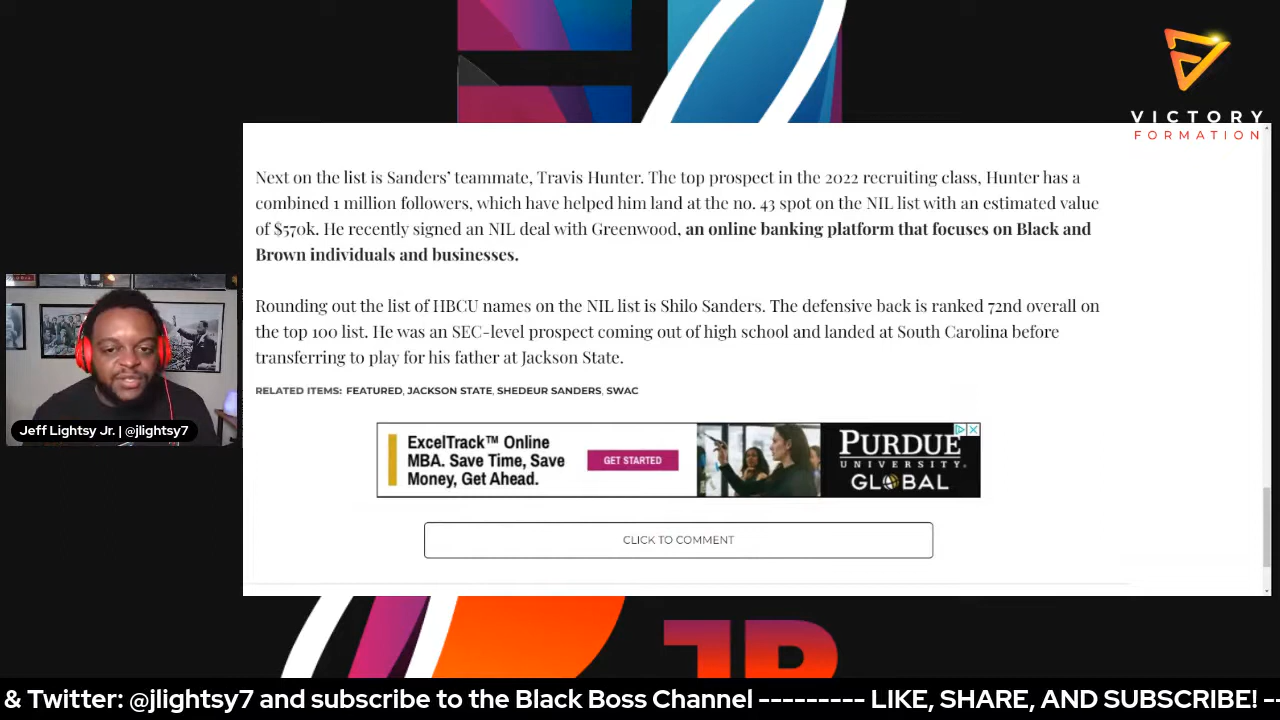 VICTORY
FORMATION
Next on the list is Sanders’ teammate, Travis Hunter. The top prospect in the 2022 recruiting class, Hunter has a
combined 1 million followers, which have helped him land at the no. 43 spot on the NIL list with an estimated value
of $570k. He recently signed an NIL deal with Greenwood, an online banking platform that focuses on Black and
Brown individuals and businesses.
Rounding out the list of HBCU names on the NIL list is Shilo Sanders. The defensive back is ranked 72nd overall on
the top 100 list. He was an SEC-level prospect coming out of high school and landed at South Carolina before
transferring to play for his father at Jackson State.
RELATED ITEMS: FEATURED, JACKSON STATE, SHEDEUR SANDERS, SWAC
Jeff Lightsy Jr. | @jlightsy7
ExcelTrack™ Online
MBA. Save Time, Save
Money, Get Ahead.
GET STARTED
PURDUE
UNIVERSITY
GLOBAL
CLICK TO COMMENT
JR
& Twitter: @jlightsy7 and subscribe to the Black Boss Channel --------- LIKE, SHARE, AND SUBSCRIBE! --